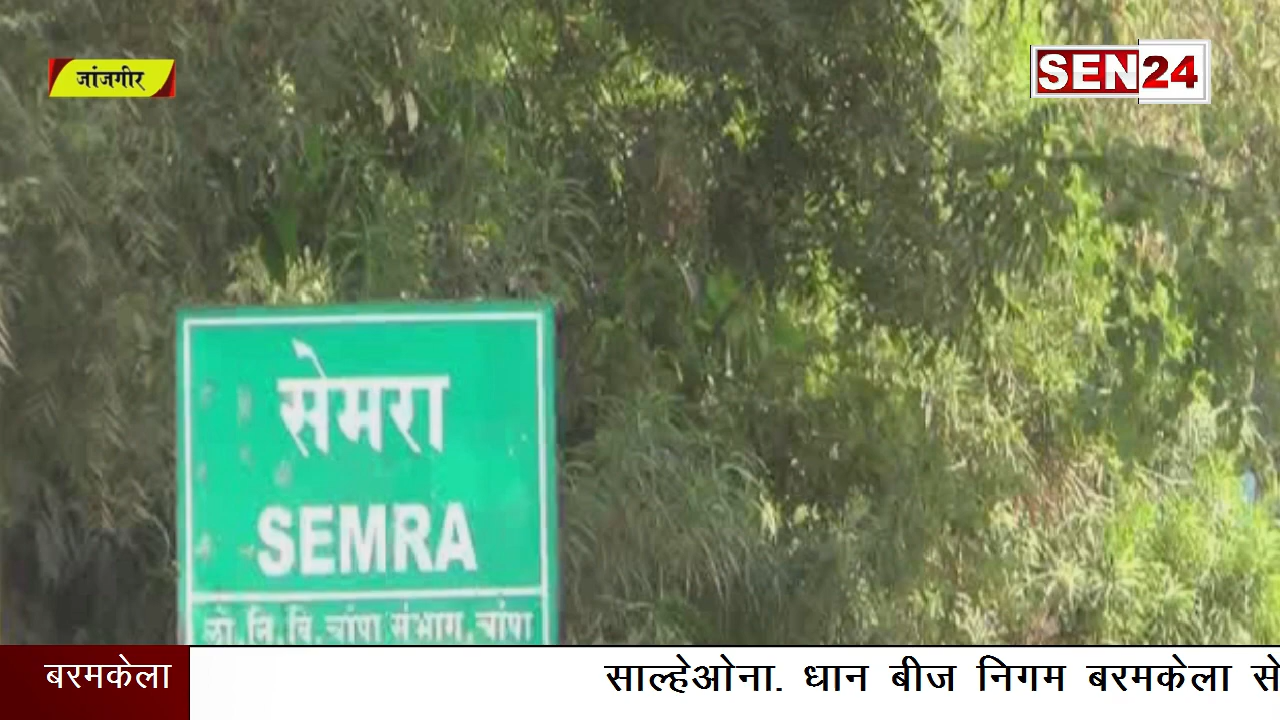 जांजगीर
SEN24
सेमरा
SEMRA
लो. नि. वि. चांपा संभाग, चांपा
बरमकेला
साल्हेओना. धान बीज निगम बरमकेला से